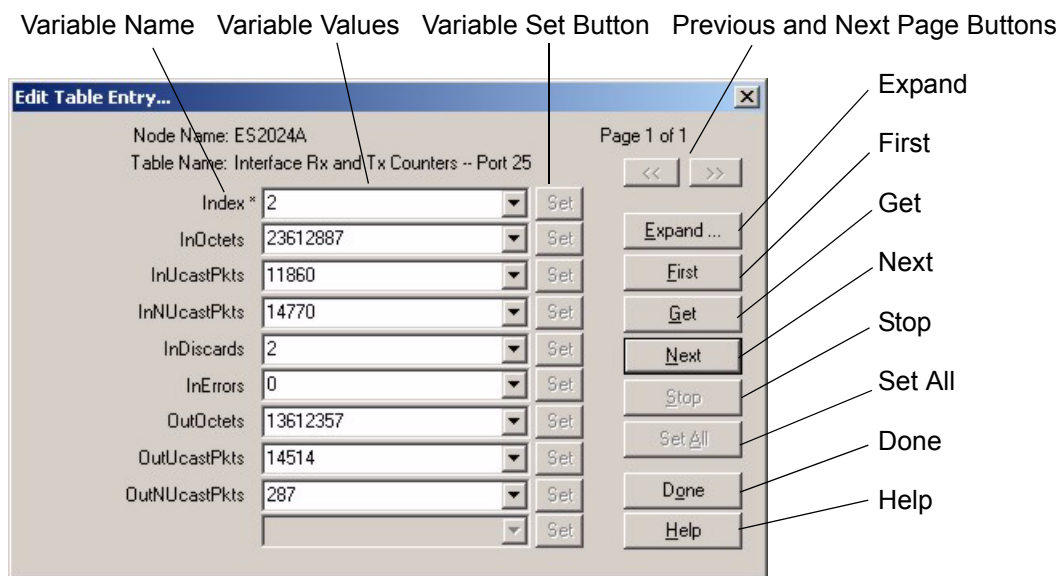 Variable Name Variable Values Variable Set Button Previous and Next Page Buttons
Edit Table Entry...
Node Name: ES2024A Page 1 of 1
Table Name: Interface Rx and Tx Counters -- Port 25
<< >>
Index * 2 Set
InOctets 23612887 Set
InUcastPkts 11860 Set
InNUcastPkts 14770 Set
InDiscards 2 Set
InErrors 0 Set
OutOctets 13612357 Set
OutUcastPkts 14514 Set
OutNUcastPkts 287 Set
Set
Expand ...
First
Get
Next
Stop
Set All
Done
Help
Expand
First
Get
Next
Stop
Set All
Done
Help